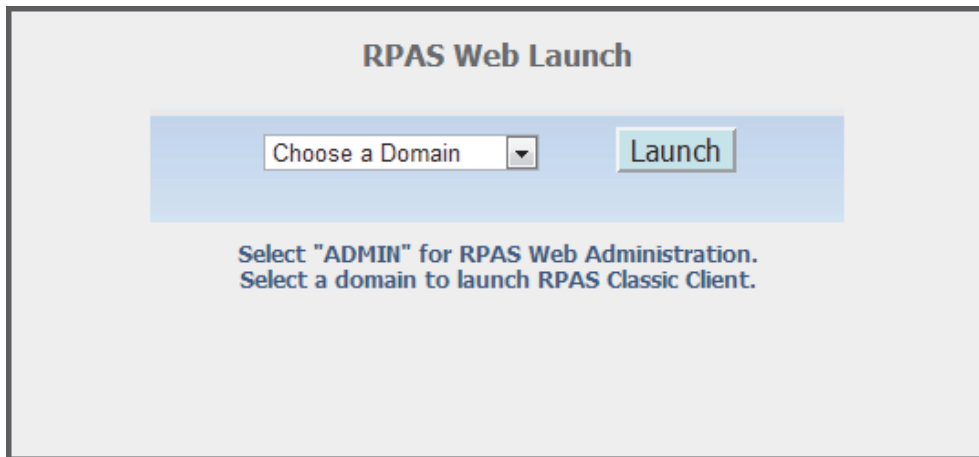 RPAS Web Launch
Choose a Domain
Launch
Select "ADMIN" for RPAS Web Administration.
Select a domain to launch RPAS Classic Client.